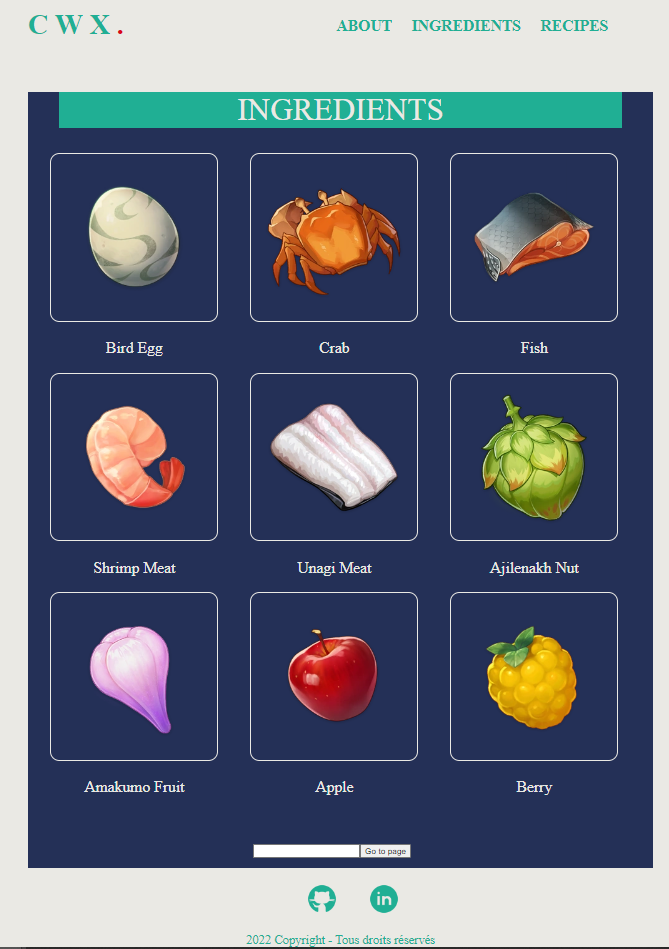 C W X .
ABOUT INGREDIENTS RECIPES
INGREDIENTS
Bird Egg Crab Fish
Shrimp Meat Unagi Meat Ajilenakh Nut
Amakumo Fruit Apple Berry
Go to page
in
2022 Copyright - Tous droits réservés